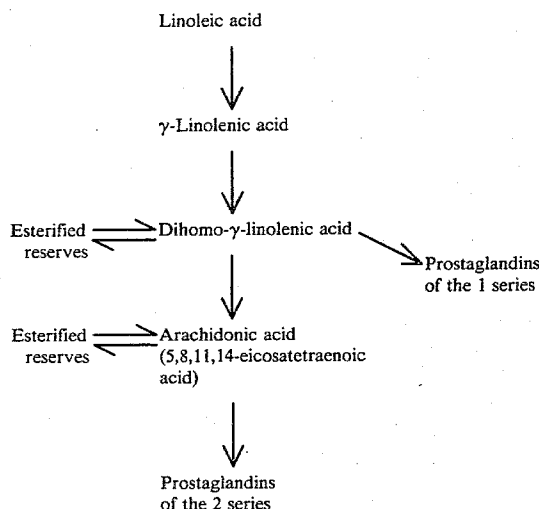 Linoleic acid
γ-Linolenic acid
Esterified
reserves
Dihomo-γ-linolenic acid
Prostaglandins
of the 1 series
Esterified
reserves
Arachidonic acid
(5,8,11,14-eicosatetraenoic
acid)
Prostaglandins
of the 2 series